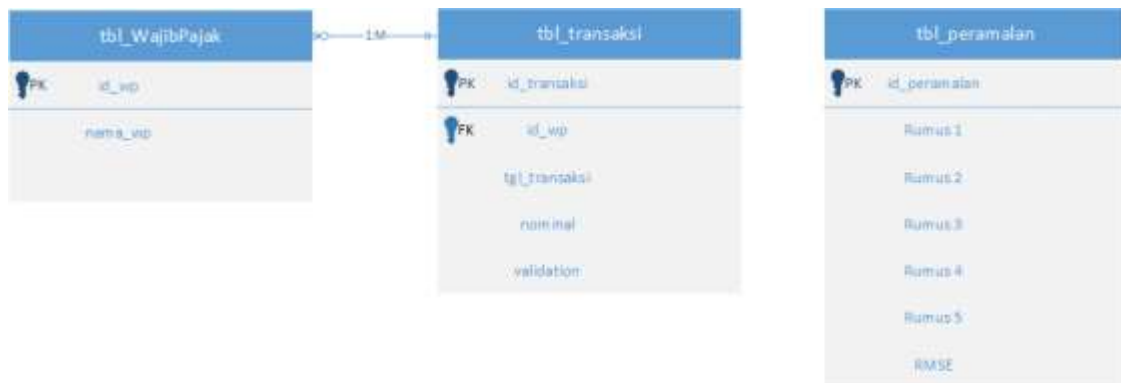 tbl_WajibPajak
PK id_wp
nama_wp
1:M
tbl_transaksi
PK id_transaksi
FK id_wp
tgl_transaksi
nominal
validation
tbl_peramalan
PK id_peramalan
Rumus 1
Rumus 2
Rumus 3
Rumus 4
Rumus 5
RMSE